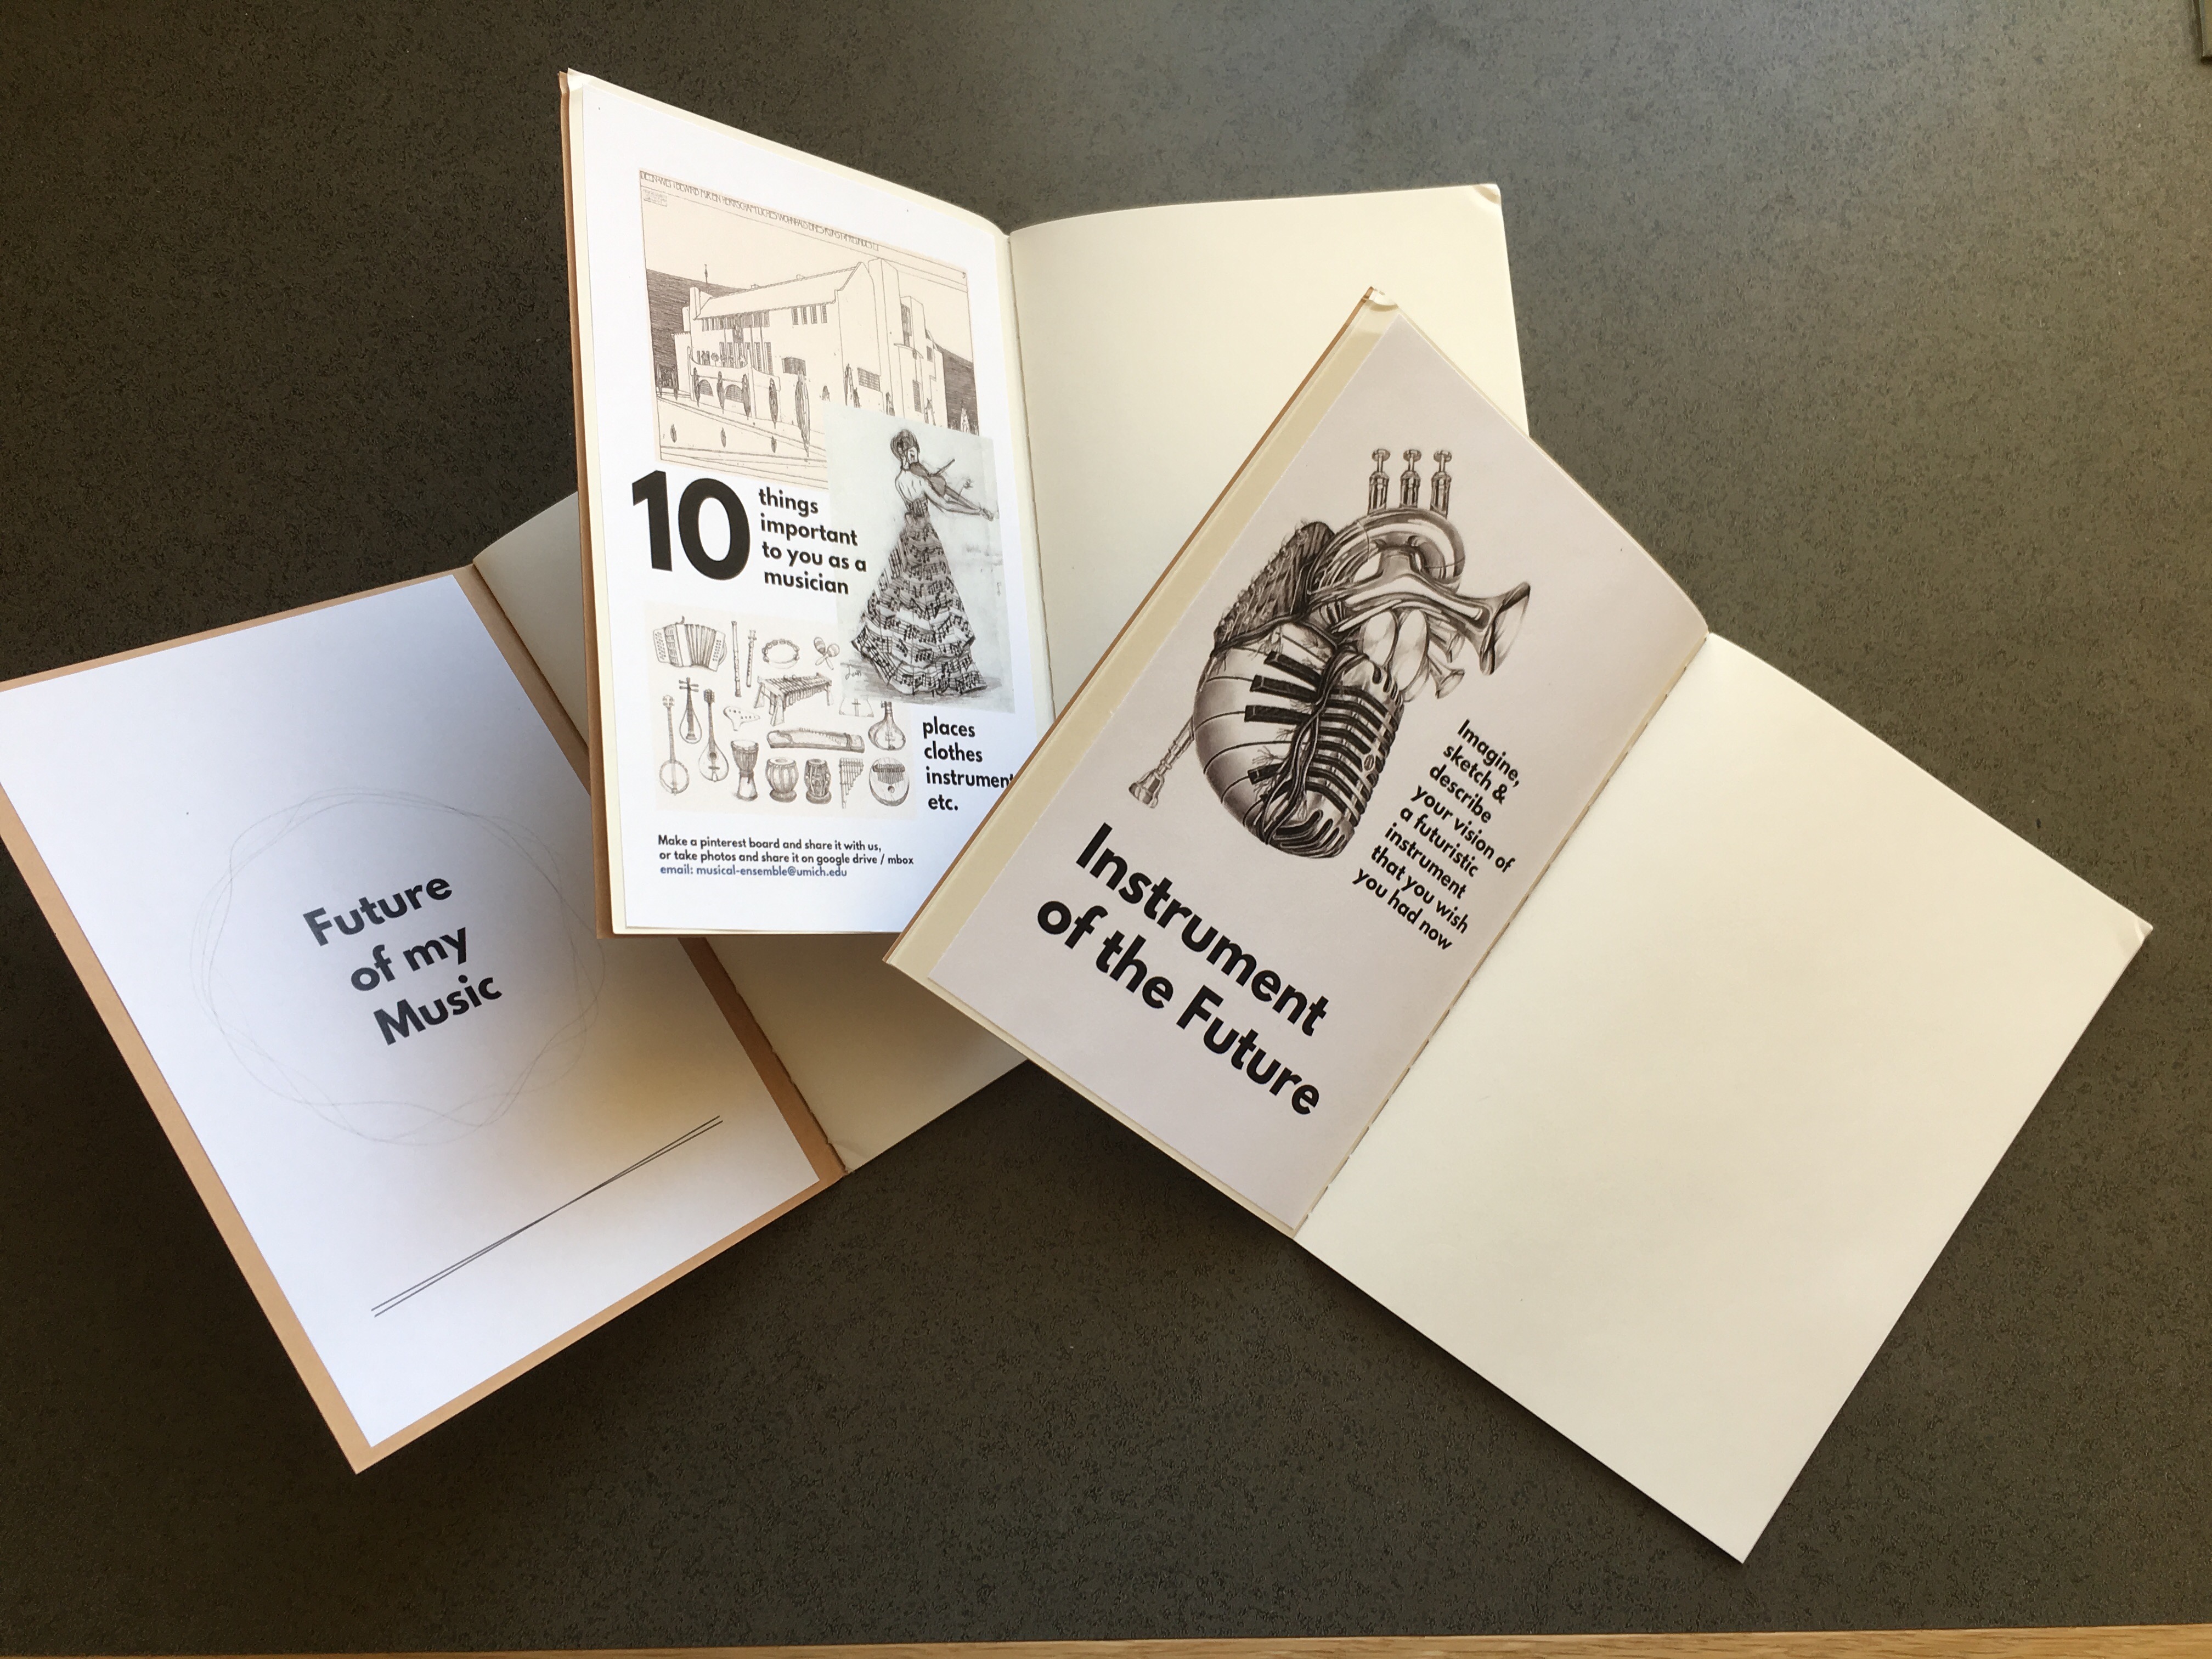 Future
of my
Music
10
things
important
to you as a
musician
places
clothes
instrument
etc.
Make a pinterest board and share it with us,
or take photos and share it on google drive / mbox
email: musical-ensemble@umich.edu
Imagine,
sketch &
describe
your vision of
a futuristic
instrument
that you wish
you had now
Instrument
of the Future